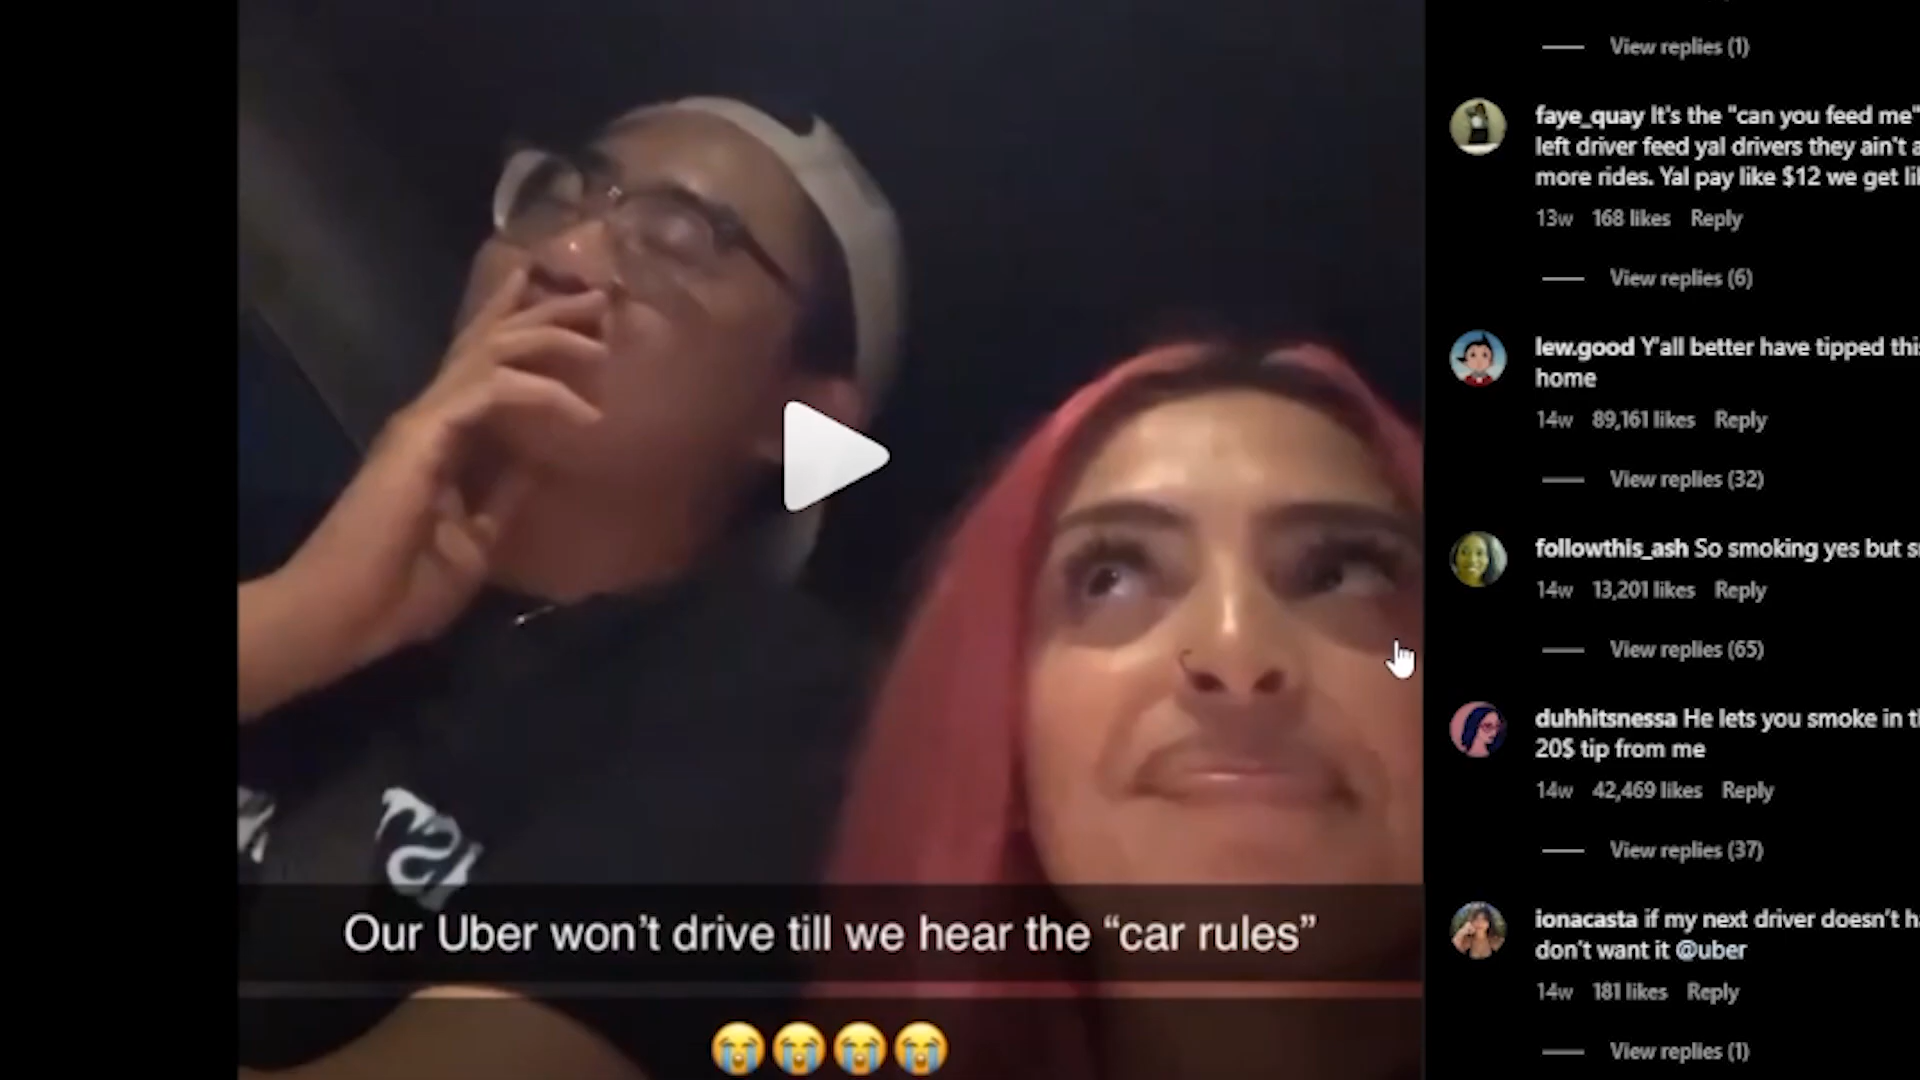 Our Uber won’t drive till we hear the “car rules”
😭😭😭😭
View replies (1)
faye_quay It's the "can you feed me"
left driver feed yal drivers they ain't
more rides. Yal pay like $12 we get
13w 168 likes Reply
View replies (6)
lew.good Y'all better have tipped
home
14w 89,161 likes Reply
View replies (32)
followthis_ash So smoking yes but
14w 13,201 likes Reply
View replies (65)
duhhitsnessa He lets you smoke in
20$ tip from me
14w 42,469 likes Reply
View replies (37)
ionacasta if my next driver doesn't
don't want it @uber
14w 181 likes Reply
View replies (1)